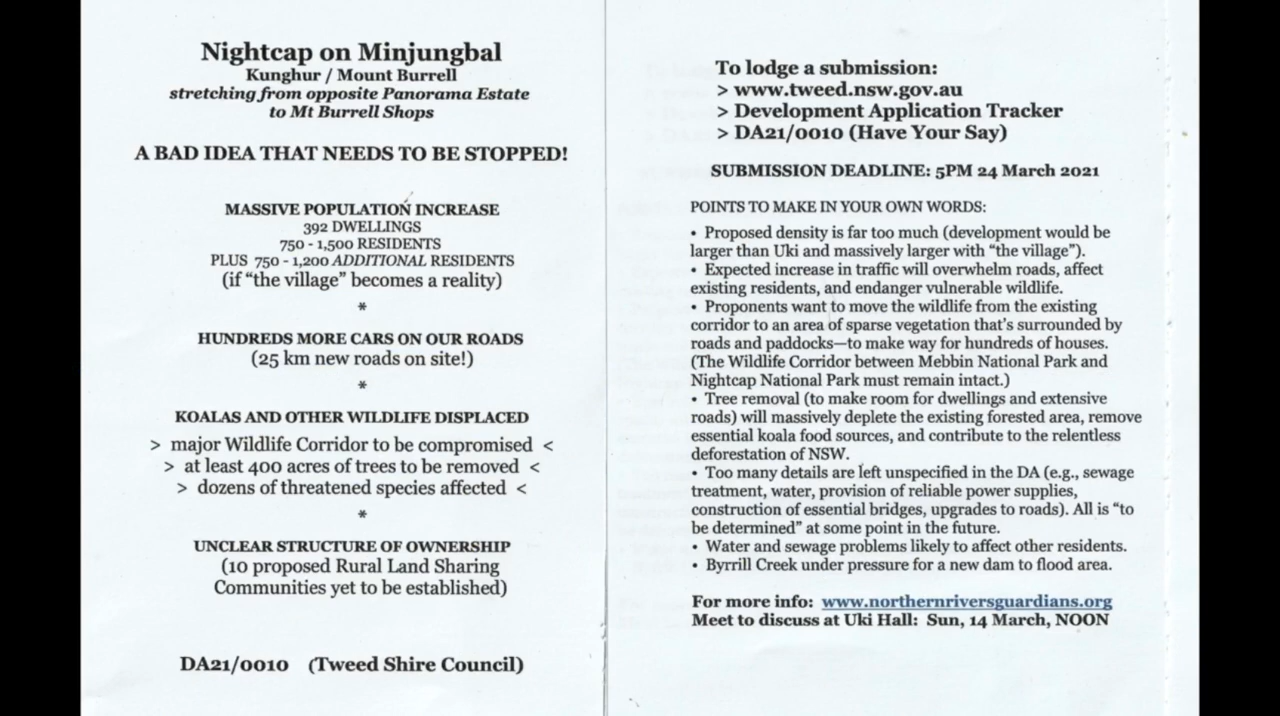 Nightcap on Minjungbal
Kunghur / Mount Burrell
stretching from opposite Panorama Estate
to Mt Burrell Shops
A BAD IDEA THAT NEEDS TO BE STOPPED!
MASSIVE POPULATION INCREASE
392 DWELLINGS
750 - 1,500 RESIDENTS
PLUS 750 - 1,200 ADDITIONAL RESIDENTS
(if “the village” becomes a reality)
*
HUNDREDS MORE CARS ON OUR ROADS
(25 km new roads on site!)
*
KOALAS AND OTHER WILDLIFE DISPLACED
> major Wildlife Corridor to be compromised <
> at least 400 acres of trees to be removed <
> dozens of threatened species affected <
*
UNCLEAR STRUCTURE OF OWNERSHIP
(10 proposed Rural Land Sharing
Communities yet to be established)
DA21/0010 (Tweed Shire Council)
To lodge a submission:
> www.tweed.nsw.gov.au
> Development Application Tracker
> DA21/0010 (Have Your Say)
SUBMISSION DEADLINE: 5PM 24 March 2021
POINTS TO MAKE IN YOUR OWN WORDS:
• Proposed density is far too much (development would be
larger than Uki and massively larger with “the village”).
• Expected increase in traffic will overwhelm roads, affect
existing residents, and endanger vulnerable wildlife.
• Proponents want to move the wildlife from the existing
corridor to an area of sparse vegetation that’s surrounded by
roads and paddocks—to make way for hundreds of houses.
(The Wildlife Corridor between Mebbin National Park and
Nightcap National Park must remain intact.)
• Tree removal (to make room for dwellings and extensive
roads) will massively deplete the existing forested area, remove
essential koala food sources, and contribute to the relentless
deforestation of NSW.
• Too many details are left unspecified in the DA (e.g., sewage
treatment, water, provision of reliable power supplies,
construction of essential bridges, upgrades to roads). All is “to
be determined” at some point in the future.
• Water and sewage problems likely to affect other residents.
• Byrrill Creek under pressure for a new dam to flood area.
For more info: www.northernriversguardians.org
Meet to discuss at Uki Hall: Sun, 14 March, NOON